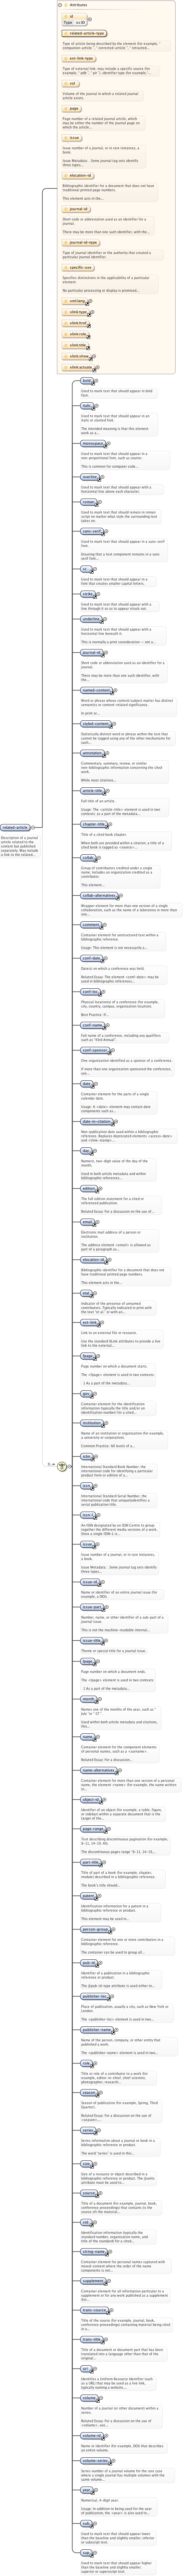 Attributes
id
Type xs:ID
related-article-type
Type of article being described by the element (for example, "
companion article ", " corrected article ", " retracted...
ext-link-type
Type of external link, may include a specific source (for
example, " aoib ", " pir "), identifier type (for example, "...
vol
Volume of the journal in which a related journal
article exists.
page
Page number of a related journal article, which
may be either the number of the journal page on
which the article...
issue
Issue number of a journal, or in rare instances, a
book.
Issue Metadata...Some journal tag sets identify
three types...
elocation-id
Bibliographic identifier for a document that does not have
traditional printed page numbers.
This element acts in the...
journal-id
Short code or abbreviation used as an identifier for a
journal.
There may be more than one such identifier, with the...
journal-id-type
Type of journal identifier or the authority that created a
particular journal identifier.
specific-use
Specifies distinctions in the applicability of a particular
element.
No particular processing or display is promised...
xml:lang
xlink:type
xlink:href
xlink:role
xlink:title
xlink:show
xlink:actuate
related-article
Description of a journal
article related to the
content but published
separately. May include
a link to the related...
1..∞
bold
Used to mark text that should appear in bold
face.
italic
Used to mark text that should appear in an
italic or slanted font.
The intended meaning is that this element
work as a...
monospace
Used to mark text that should appear in a
non-proportional font, such as courier.
This is common for computer code...
overline
Used to mark text that should appear with a
horizontal line above each character.
roman
Used to mark text that should remain in roman
script no matter what style the surrounding text
takes on.
sans-serif
Used to mark text that should appear in a sans-serif
font.
Ensuring that a text component remains in a sans
serif font...
sc
Used to mark text that should appear in a
font that creates smaller capital letters.
strike
Used to mark text that should appear with a
line through it so as to appear struck out.
underline
Used to mark text that should appear with a
horizontal line beneath it.
This is normally a print consideration — not a...
journal-id
Short code or abbreviation used as an identifier for a
journal.
There may be more than one such identifier, with
the...
named-content
Word or phrase whose content/subject matter has distinct
semantics or content-related significance.
In print or...
styled-content
Stylistically distinct word or phrase within the text that
cannot be tagged using any of the other mechanisms for
such...
annotation
Commentary, summary, review, or similar
non-bibliographic information concerning the cited
work.
While most citations...
article-title
Full title of an article.
Usage: The <article-title> element is used in two
contexts: as a part of the metadata...
chapter-title
Title of a cited book chapter.
When both are provided within a citation, a title of a
cited book is tagged as <source>...
collab
Group of contributors credited under a single
name; includes an organization credited as a
contributor.
This element...
collab-alternatives
Wrapper element for more than one version of a single
collaboration, such as the name of a laboratory in more than
one...
comment
Container element for unstructured text within a
bibliographic reference.
Usage: This element is not necessarily a...
conf-date
Date(s) on which a conference was held.
Related Essay: The element <conf-date> may be
used in bibliographic references...
conf-loc
Physical location(s) of the conference (for example,
city, country, campus, organization location).
Best Practice: If...
conf-name
Full name of a conference, including any qualifiers
such as "43rd Annual".
conf-sponsor
One organization identified as a sponsor of a conference.
If more than one organization sponsored the conference,
use...
date
Container element for the parts of a single
calendar date.
Usage: A <date> element may contain date
components such as...
date-in-citation
Non-publication date used within a bibliographic
reference. Replaces deprecated elements <access-date>
and <time-stamp>...
day
Numeric, two-digit value of the day of the
month.
Used in both article metadata and within
bibliographic references...
edition
The full edition statement for a cited or
referenced publication.
Related Essay: For a discussion on the use of...
email
Electronic mail address of a person or
institution.
The address element <email> is allowed as
part of a paragraph so...
elocation-id
Bibliographic identifier for a document that does not
have traditional printed page numbers.
This element acts in the...
etal
Indicator of the presence of unnamed
contributors. Typically indicated in print with
the text "et al." or with an...
ext-link
Link to an external file or resource.
Use the standard XLink attributes to provide a live
link to the external...
fpage
Page number on which a document starts.
The <fpage> element is used in two contexts:
1 As a part of the metadata...
gov
Container element for the identification
information (typically the title and/or an
identification number) for a cited...
institution
Name of an institution or organization (for example,
a university or corporation).
Common Practice: All levels of a...
isbn
International Standard Book Number, the
international code for identifying a particular
product form or edition of a...
issn
International Standard Serial Number, the
international code that uniquely identifies a
serial publication title.
issn-l
An ISSN designated by an ISSN Centre to group
together the different media versions of a work.
Since a single ISSN-L is...
issue
Issue number of a journal, or in rare instances,
a book.
Issue Metadata...Some journal tag sets identify
three types...
issue-id
Name or identifier of an entire journal issue (for
example, a DOI).
issue-part
Number, name, or other identifier of a sub-part of a
journal issue.
This is not the machine-readable internal...
issue-title
Theme or special title for a journal issue.
lpage
Page number on which a document ends.
The <lpage> element is used in two contexts:
1 As a part of the metadata...
month
Names one of the months of the year, such as "
July " or " 07 ".
Used within both article metadata and citations,
this...
name
Container element for the component elements
of personal names, such as a <surname>.
Related Essay: For a discussion...
name-alternatives
Container element for more than one version of a personal
name, the element <name> (for example, the name written
in...
object-id
Identifier of an object (for example, a table, figure,
or sidebar) within a separate document that is the
target of the...
page-range
Text describing discontinuous pagination (for example,
8-11, 14-19, 40).
The discontinuous pages range "8-11, 14-19...
part-title
Title of part of a book (for example, chapter,
module) described in a bibliographic reference.
The book's title should...
patent
Identification information for a patent in a
bibliographic reference or product.
This element may be used in...
person-group
Container element for one or more contributors in a
bibliographic reference.
The container can be used to group all...
pub-id
Identifier of a publication in a bibliographic
reference or product.
The @pub-id-type attribute is used either to...
publisher-loc
Place of publication, usually a city, such as New York or
London.
The <publisher-loc> element is used in two...
publisher-name
Name of the person, company, or other entity that
published a work.
The <publisher-name> element is used in two...
role
Title or role of a contributor to a work (for
example, editor-in-chief, chief scientist,
photographer, research...
season
Season of publication (for example, Spring, Third
Quarter).
Related Essay: For a discussion on the use of
<season>...
series
Series information about a journal or book in a
bibliographic reference or product.
The word "series" is used in this...
size
Size of a resource or object described in a
bibliographic reference or product. The @units
attribute must be used to...
source
Title of a document (for example, journal, book,
conference proceedings) that contains (is the
source of) the material...
std
Identification information (typically the
standard number, organization name, and
title of the standard) for a cited...
string-name
Container element for personal names captured with
mixed content where the order of the name
components is not...
supplement
Container element for all information particular to a
supplement or for any work published as a supplement
(for...
trans-source
Title of the source (for example, journal, book,
conference proceedings) containing material being cited
in a...
trans-title
Title of a document or document part that has been
translated into a language other than that of the
original...
uri
Identifies a Uniform Resource Identifier (such
as a URL) that may be used as a live link,
typically naming a website...
volume
Number of a journal (or other document) within a
series.
Related Essay: For a discussion on the use of
<volume>, see...
volume-id
Name or identifier (for example, DOI) that describes
an entire volume.
volume-series
Series number of a journal volume for the rare case
where a single journal has multiple volumes with the
same volume...
year
Numerical, 4-digit year.
Usage: In addition to being used for the year
of publication, the <year> is also used in...
sub
Used to mark text that should appear lower
than the baseline and slightly smaller; inferior
or subscript text.
sup
Used to mark text that should appear higher
than the baseline and slightly smaller;
superior or superscript text.